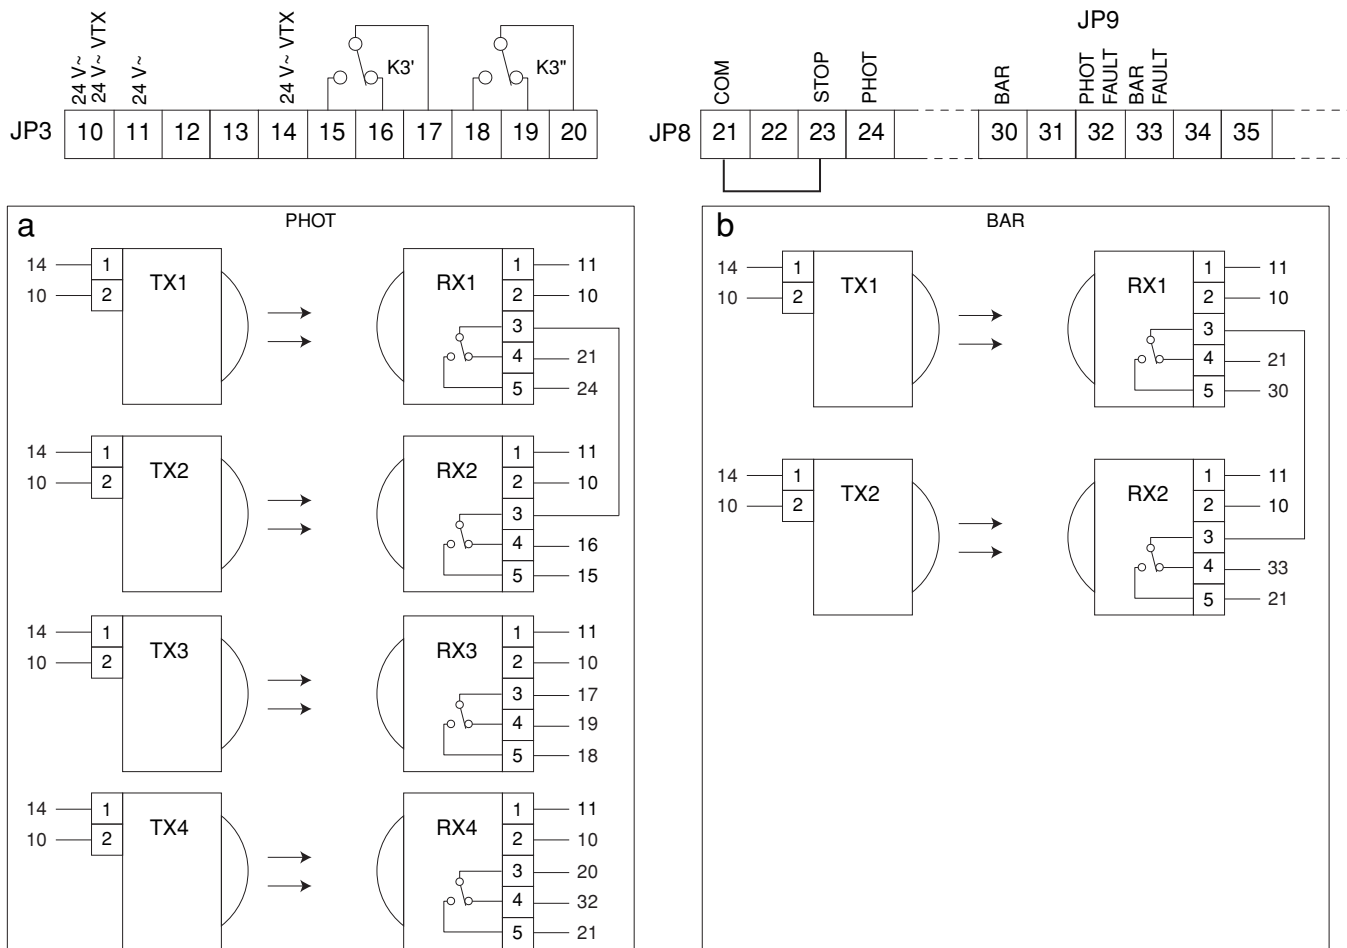 JP9
24 V~
24 V~ VTX
24 V~
24 V~ VTX
K3'
K3"
COM
STOP
PHOT
BAR
PHOT
FAULT
BAR
FAULT
JP3 10 11 12 13 14 15 16 17 18 19 20
JP8 21 22 23 24 30 31 32 33 34 35
a PHOT
14 1 TX1 RX1 1 11
10 2 2 10
3
4 21
5 24
14 1 TX2 RX2 1 11
10 2 2 10
3
4 16
5 15
14 1 TX3 RX3 1 11
10 2 2 10
3 17
4 19
5 18
14 1 TX4 RX4 1 11
10 2 2 10
3 20
4 32
5 21
b BAR
14 1 TX1 RX1 1 11
10 2 2 10
3
4 21
5 30
14 1 TX2 RX2 1 11
10 2 2 10
3
4 33
5 21